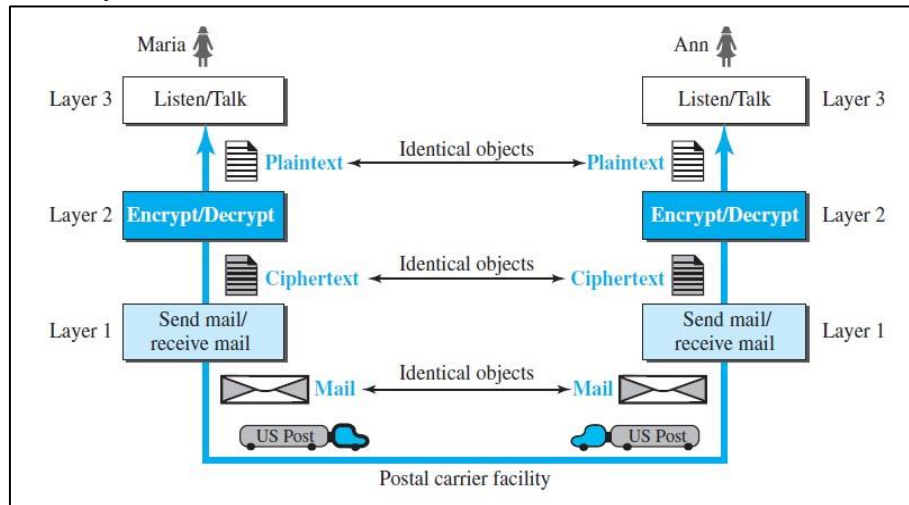 Maria
Ann
Layer 3
Listen/Talk
Listen/Talk
Layer 3
Plaintext
Identical objects
Plaintext
Layer 2
Encrypt/Decrypt
Encrypt/Decrypt
Layer 2
Ciphertext
Identical objects
Ciphertext
Layer 1
Send mail/
receive mail
Send mail/
receive mail
Layer 1
Mail
Identical objects
Mail
US Post
US Post
Postal carrier facility